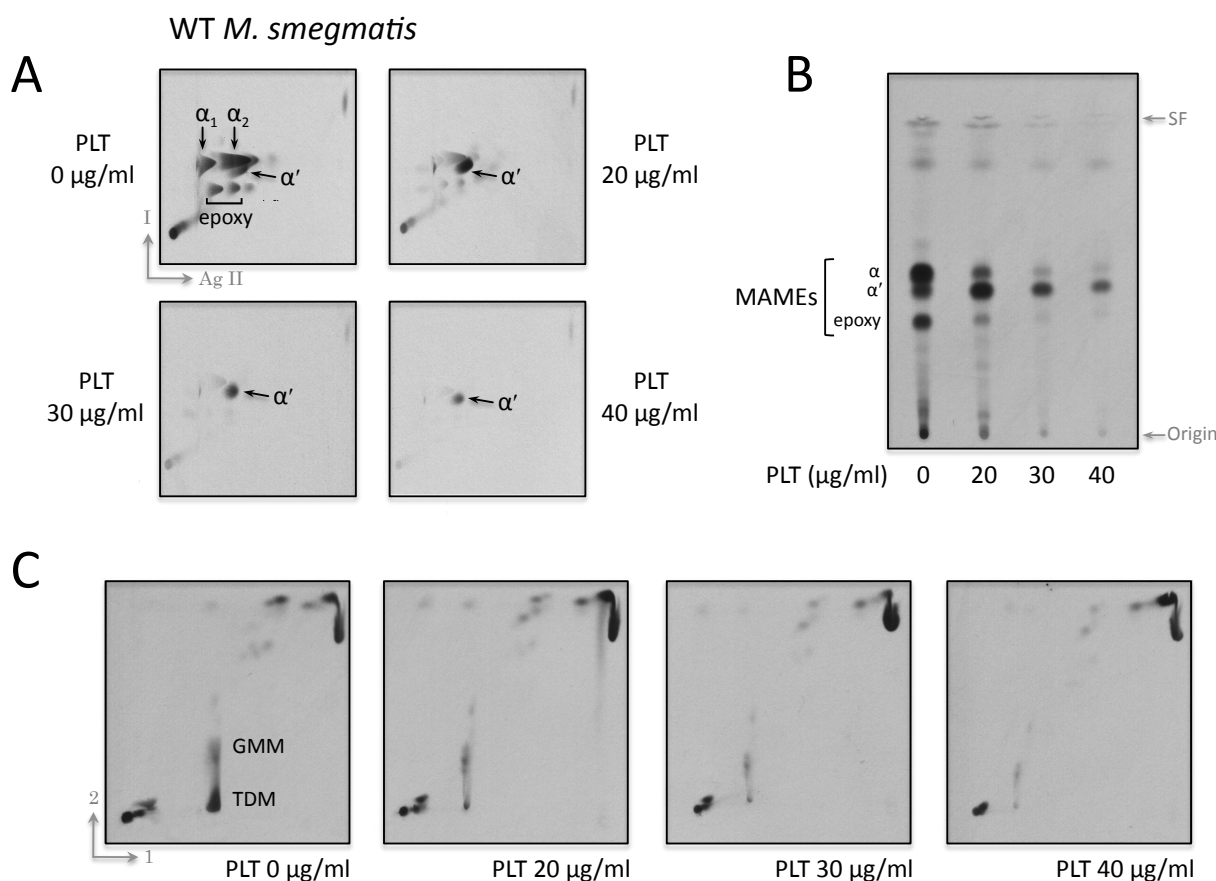 WT M. smegmatis
A
PLT
0 µg/ml
α1
α2
α′
epoxy
I
Ag II
α′
PLT
20 µg/ml
PLT
30 µg/ml
α′
α′
PLT
40 µg/ml
B
SF
MAMEs
α
α′
epoxy
Origin
PLT (µg/ml) 0 20 30 40
C
GMM
TDM
2
1
PLT 0 µg/ml
PLT 20 µg/ml
PLT 30 µg/ml
PLT 40 µg/ml